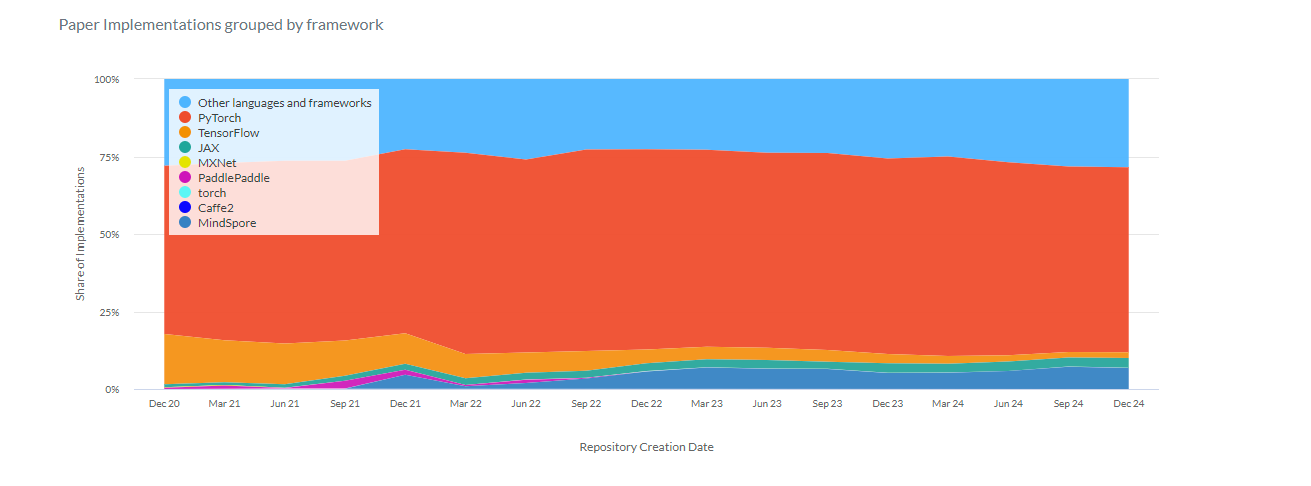 Paper Implementations grouped by framework
100%
75%
50%
25%
0%
Share of Implementations
Other languages and frameworks
PyTorch
TensorFlow
JAX
MXNet
PaddlePaddle
torch
Caffe2
MindSpore
Dec 20 Mar 21 Jun 21 Sep 21 Dec 21 Mar 22 Jun 22 Sep 22 Dec 22 Mar 23 Jun 23 Sep 23 Dec 23 Mar 24 Jun 24 Sep 24 Dec 24
Repository Creation Date